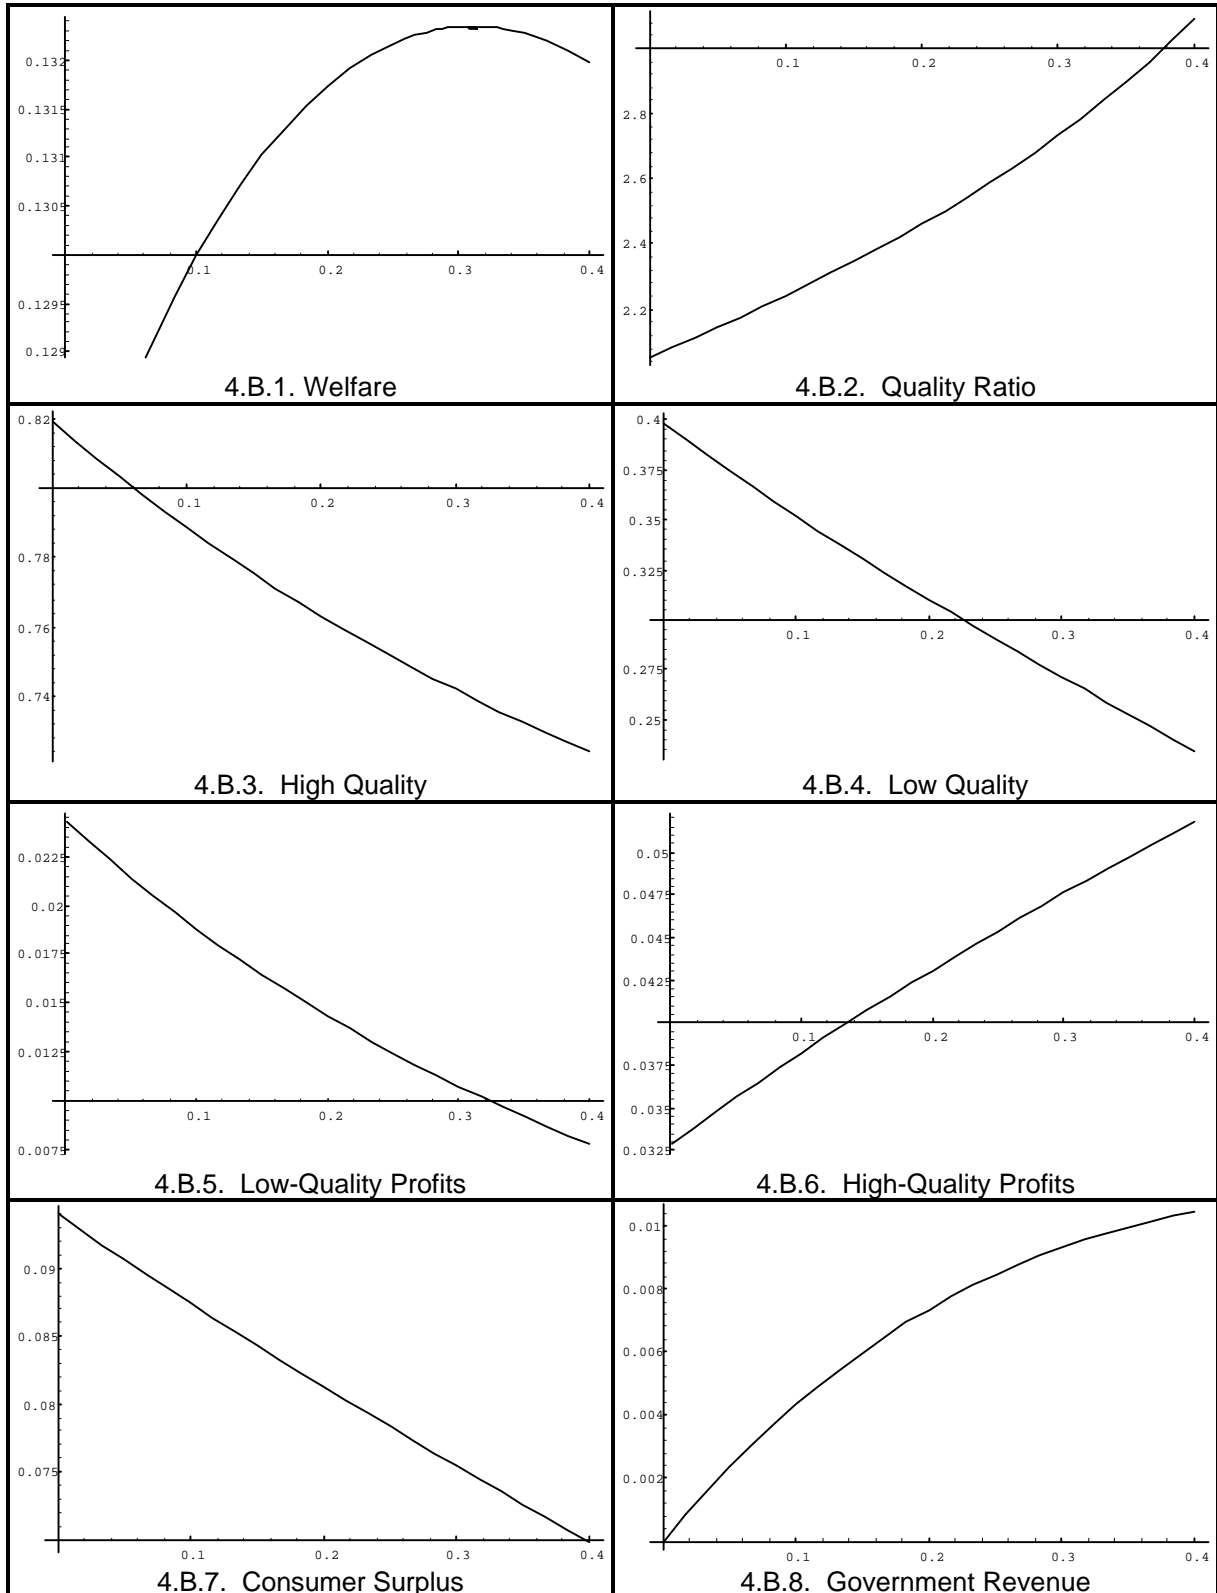 0.132
0.1315
0.131
0.1305
0.1 0.2 0.3 0.4
0.1295
0.129
4.B.1. Welfare
0.1 0.2 0.3 0.4
2.8
2.6
2.4
2.2
4.B.2. Quality Ratio
0.82
0.1 0.2 0.3 0.4
0.78
0.76
0.74
4.B.3. High Quality
0.4
0.375
0.35
0.325
0.1 0.2 0.3 0.4
0.275
0.25
4.B.4. Low Quality
0.0225
0.02
0.0175
0.015
0.0125
0.1 0.2 0.3 0.4
0.0075
4.B.5. Low-Quality Profits
0.05
0.0475
0.045
0.0425
0.1 0.2 0.3 0.4
0.0375
0.035
0.0325
4.B.6. High-Quality Profits
0.09
0.085
0.08
0.075
0.1 0.2 0.3 0.4
4.B.7. Consumer Surplus
0.01
0.008
0.006
0.004
0.002
0.1 0.2 0.3 0.4
4.B.8. Government Revenue